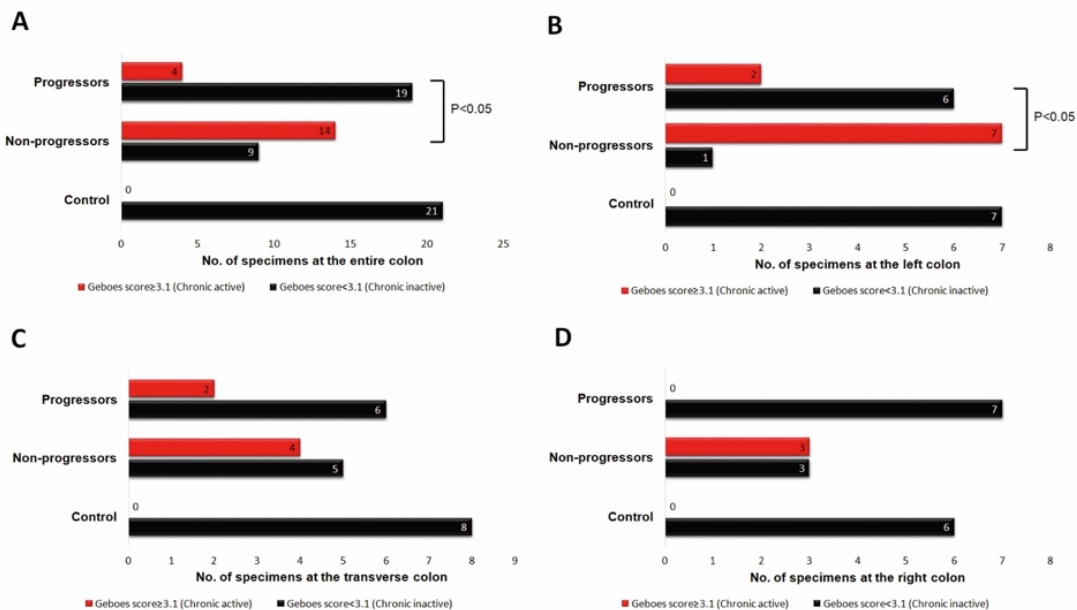 A
Progressors
4
19
Non-progressors
14
9
P<0.05
Control
0
21
0 5 10 15 20 25
No. of specimens at the entire colon
Geboes score≥3.1 (Chronic active) Geboes score<3.1 (Chronic inactive)
B
Progressors
2
6
Non-progressors
7
1
P<0.05
Control
0
7
0 1 2 3 4 5 6 7 8
No. of specimens at the left colon
Geboes score≥3.1 (Chronic active) Geboes score<3.1 (Chronic inactive)
C
Progressors
2
6
Non-progressors
4
5
Control
0
8
0 1 2 3 4 5 6 7 8 9
No. of specimens at the transverse colon
Geboes score≥3.1 (Chronic active) Geboes score<3.1 (Chronic inactive)
D
Progressors
0
7
Non-progressors
3
3
Control
0
6
0 1 2 3 4 5 6 7 8
No. of specimens at the right colon
Geboes score≥3.1 (Chronic active) Geboes score<3.1 (Chronic inactive)